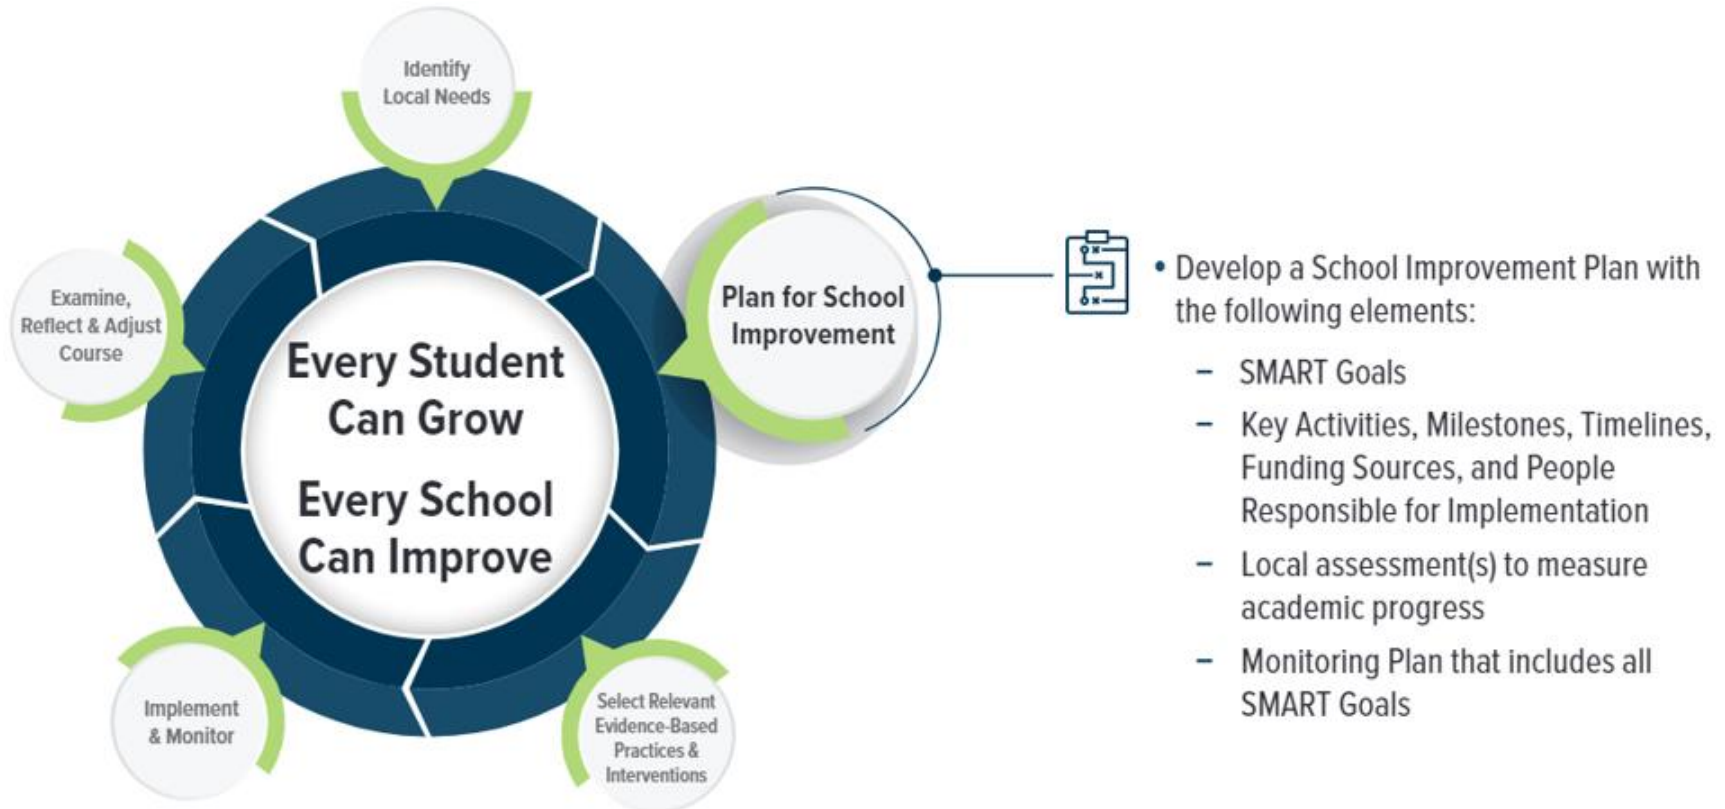 Identify
Local Needs
Examine,
Reflect & Adjust
Course
Every Student
Can Grow
Every School
Can Improve
Plan for School
Improvement
Implement
& Monitor
Select Relevant
Evidence-Based
Practices &
Interventions
• Develop a School Improvement Plan with
the following elements:
– SMART Goals
– Key Activities, Milestones, Timelines,
Funding Sources, and People
Responsible for Implementation
– Local assessment(s) to measure
academic progress
– Monitoring Plan that includes all
SMART Goals